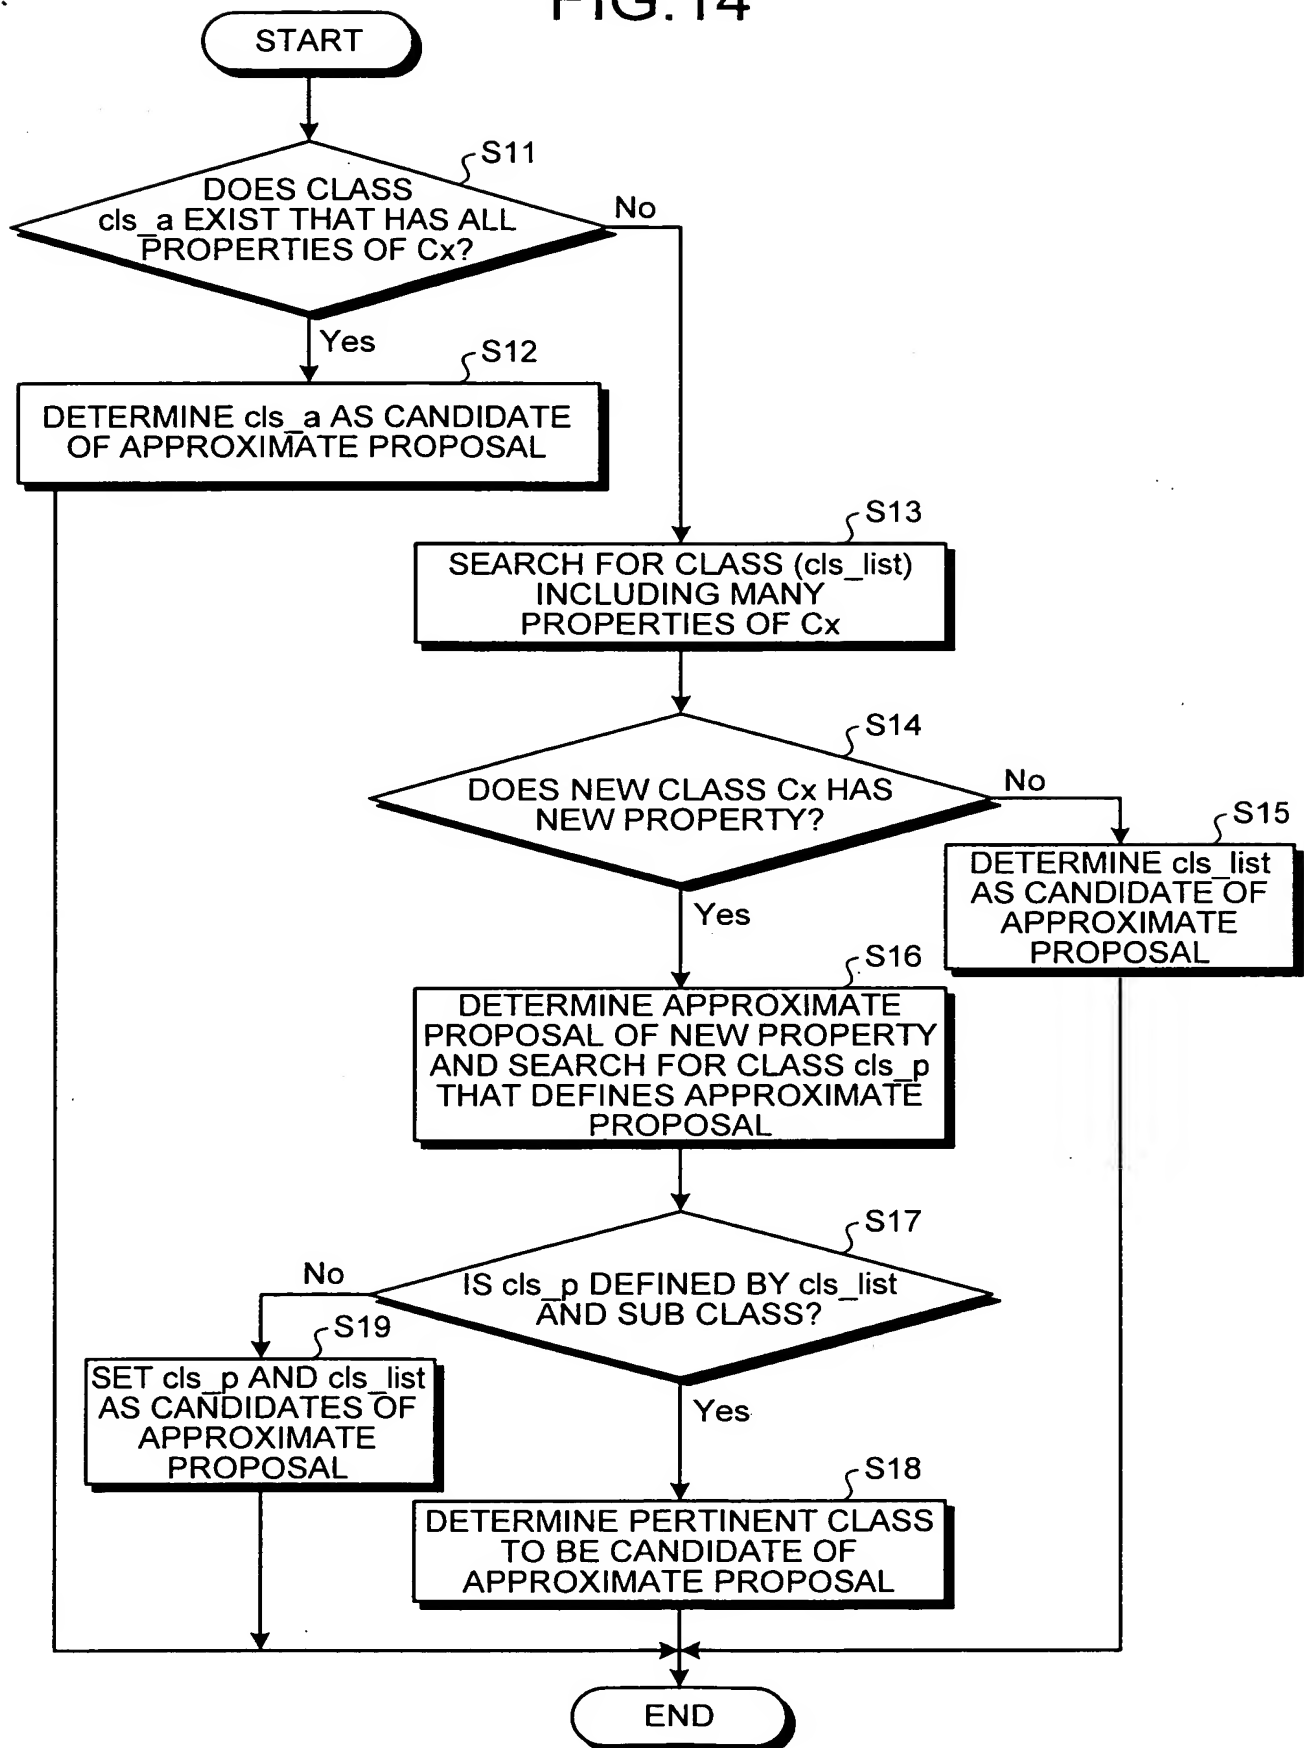 FIG.14
START
S11
DOES CLASS
cls_a EXIST THAT HAS ALL
PROPERTIES OF Cx?
No
Yes
S12
DETERMINE cls_a AS CANDIDATE
OF APPROXIMATE PROPOSAL
S13
SEARCH FOR CLASS (cls_list)
INCLUDING MANY
PROPERTIES OF Cx
S14
DOES NEW CLASS Cx HAS
NEW PROPERTY?
No
Yes
S15
DETERMINE cls_list
AS CANDIDATE OF
APPROXIMATE
PROPOSAL
S16
DETERMINE APPROXIMATE
PROPOSAL OF NEW PROPERTY
AND SEARCH FOR CLASS cls_p
THAT DEFINES APPROXIMATE
PROPOSAL
S17
IS cls_p DEFINED BY cls_list
AND SUB CLASS?
No
Yes
S19
SET cls_p AND cls_list
AS CANDIDATES OF
APPROXIMATE
PROPOSAL
S18
DETERMINE PERTINENT CLASS
TO BE CANDIDATE OF
APPROXIMATE PROPOSAL
END